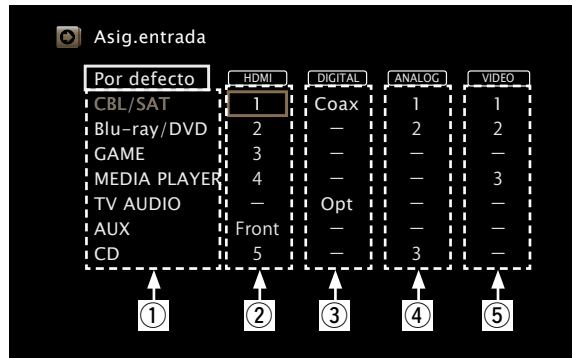 Asig.entrada
Por defecto HDMI DIGITAL ANALOG VIDEO
CBL/SAT 1 Coax 1 1
Blu-ray/DVD 2 – 2 2
GAME 3 – – –
MEDIA PLAYER 4 – – 3
TV AUDIO – Opt – –
AUX Front – – –
CD 5 – 3 –
① ② ③ ④ ⑤